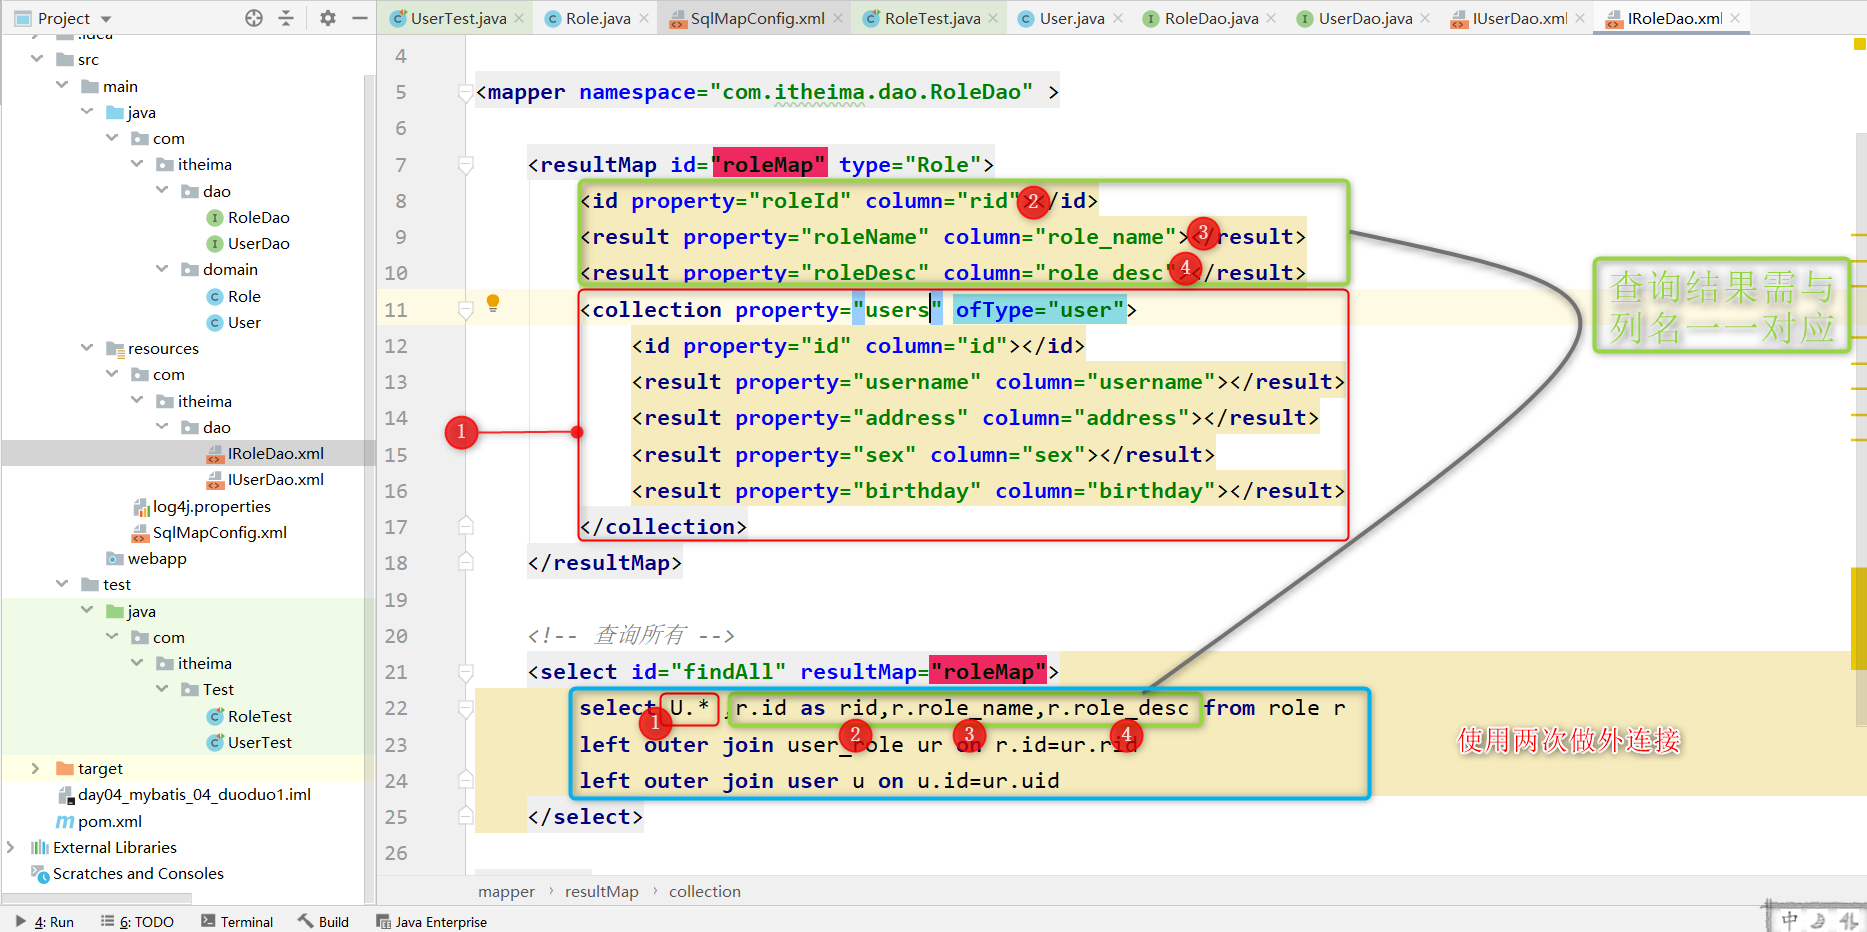 Project
UserTest.java
Role.java
SqlMapConfig.xml
RoleTest.java
User.java
RoleDao.java
UserDao.java
IUserDao.xml
IRoleDao.xml
.idea
src
main
java
com
itheima
dao
RoleDao
UserDao
domain
Role
User
resources
com
itheima
dao
IRoleDao.xml
IUserDao.xml
log4j.properties
SqlMapConfig.xml
webapp
test
java
com
itheima
Test
RoleTest
UserTest
target
day04_mybatis_04_duoduo1.iml
pom.xml
External Libraries
Scratches and Consoles
4
5 <mapper namespace="com.itheima.dao.RoleDao" >
6
7 <resultMap id="roleMap" type="Role">
8 <id property="roleId" column="rid"></id>
9 <result property="roleName" column="role_name"></result>
10 <result property="roleDesc" column="role_desc"></result>
11 <collection property="users" ofType="user">
12 <id property="id" column="id"></id>
13 <result property="username" column="username"></result>
14 <result property="address" column="address"></result>
15 <result property="sex" column="sex"></result>
16 <result property="birthday" column="birthday"></result>
17 </collection>
18 </resultMap>
19
20 <!-- 查询所有 -->
21 <select id="findAll" resultMap="roleMap">
22 select U.* ,r.id as rid,r.role_name,r.role_desc from role r
23 left outer join user_role ur on r.id=ur.rid
24 left outer join user u on u.id=ur.uid
25 </select>
26
2
3
4
1
1
2
3
4
查询结果需与
列名一一对应
使用两次做外连接
mapper › resultMap › collection
4: Run
6: TODO
Terminal
Build
Java Enterprise
中